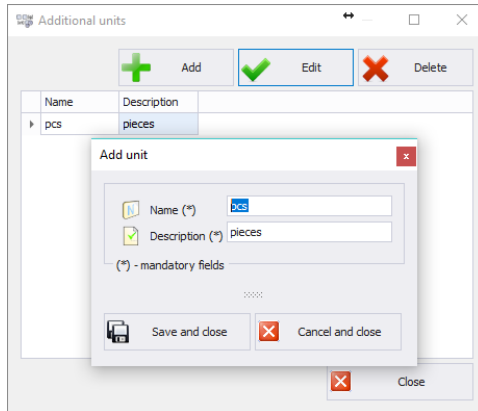 Additional units
Add Edit Delete
Name Description
pcs pieces
Add unit
Name (*) pcs
Description (*) pieces
(*) - mandatory fields
Save and close Cancel and close
Close